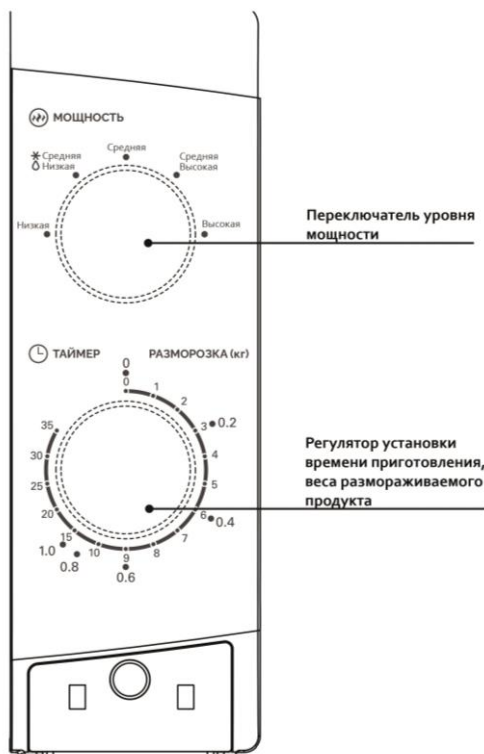 МОЩНОСТЬ
Средняя
Средняя
Низкая
Средняя
Высокая
Низкая
Высокая
Переключатель уровня
мощности
ТАЙМЕР
РАЗМОРОЗКА (кг)
0
0
1
2
3
0.2
4
5
6
0.4
7
8
9
0.6
10
15
0.8
1.0
20
25
30
35
Регулятор установки
времени приготовления,
веса размораживаемого
продукта